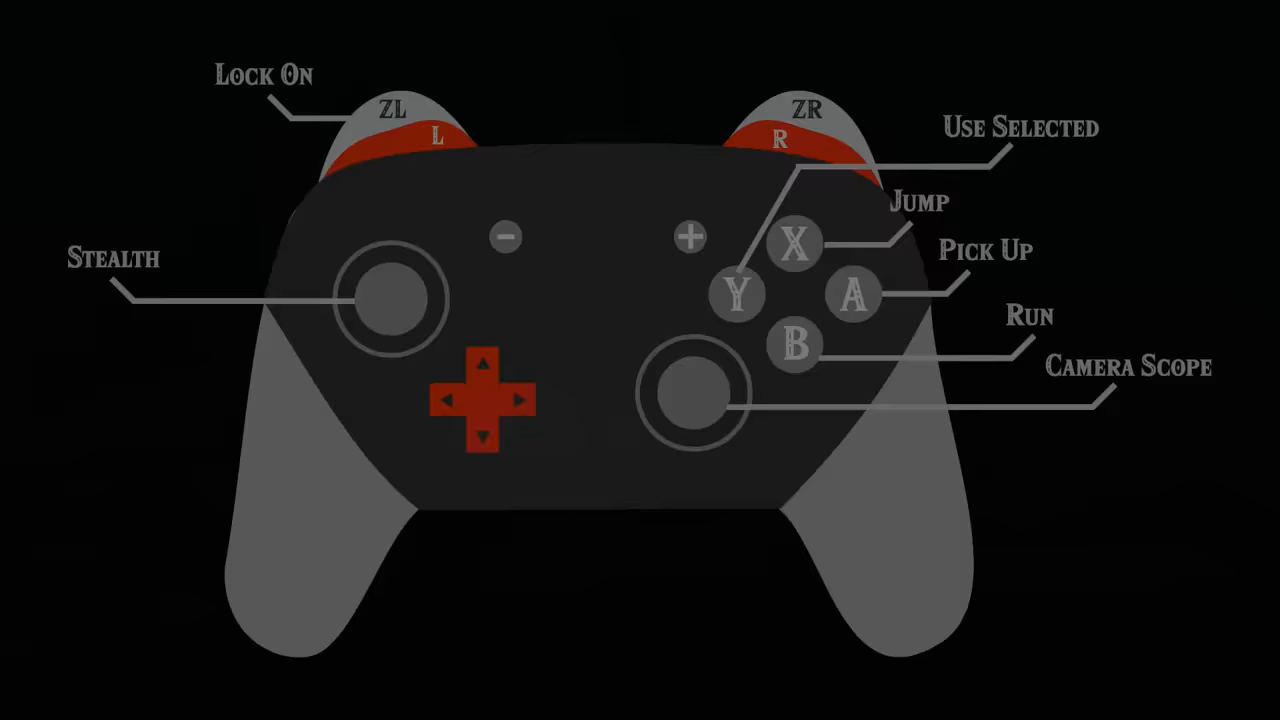 Lock On
ZL
ZR
L
R
Use Selected
Jump
X
Pick Up
Stealth
Y
A
Run
B
Camera Scope